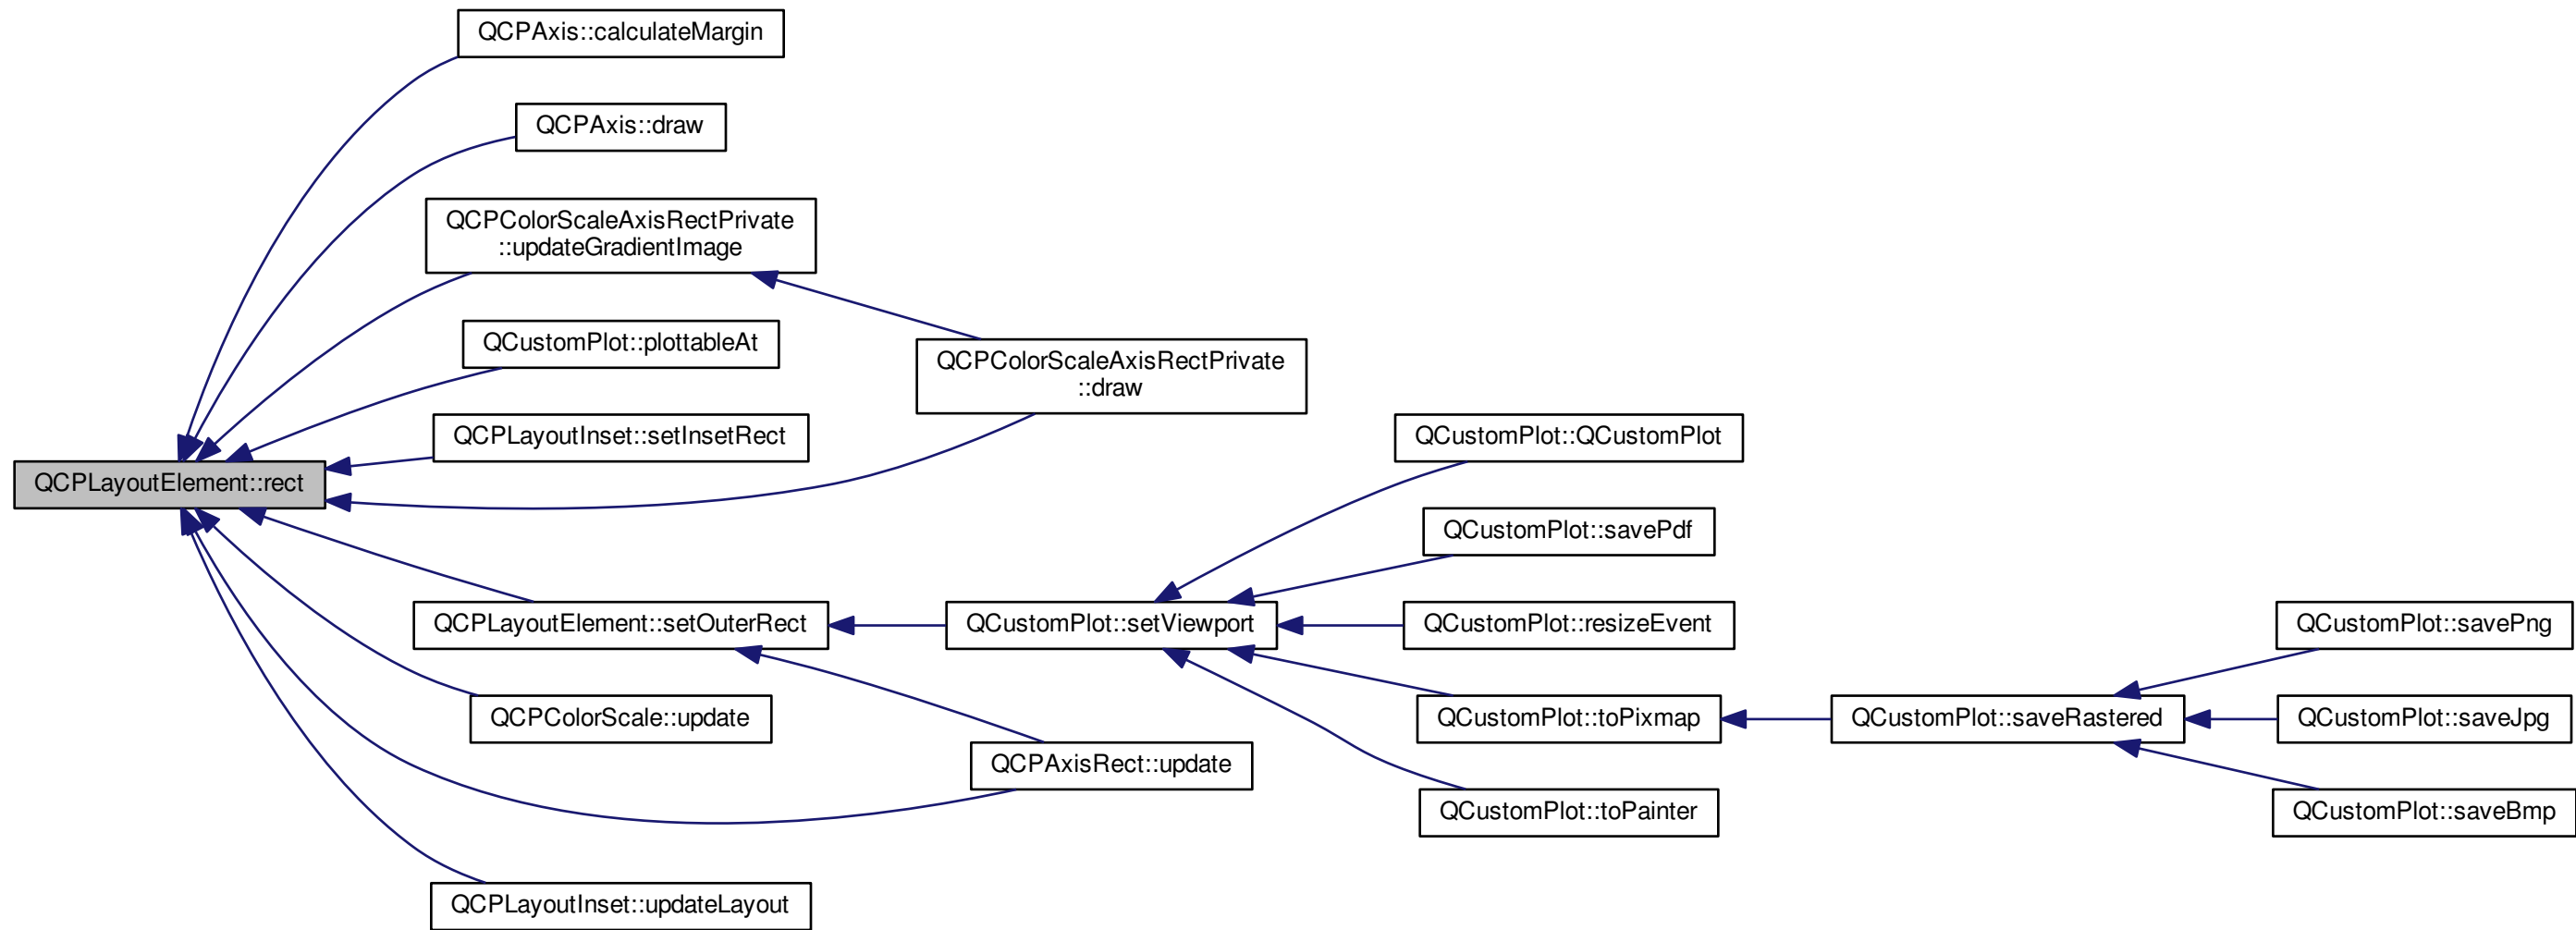 QCPAxis::calculateMargin
QCPAxis::draw
QCPColorScaleAxisRectPrivate
::updateGradientImage
QCustomPlot::plottableAt
QCPColorScaleAxisRectPrivate
::draw
QCPLayoutInset::setInsetRect
QCustomPlot::QCustomPlot
QCPLayoutElement::rect
QCustomPlot::savePdf
QCPLayoutElement::setOuterRect
QCustomPlot::setViewport
QCustomPlot::resizeEvent
QCustomPlot::savePng
QCPColorScale::update
QCustomPlot::toPixmap
QCustomPlot::saveRastered
QCustomPlot::saveJpg
QCPAxisRect::update
QCustomPlot::toPainter
QCustomPlot::saveBmp
QCPLayoutInset::updateLayout